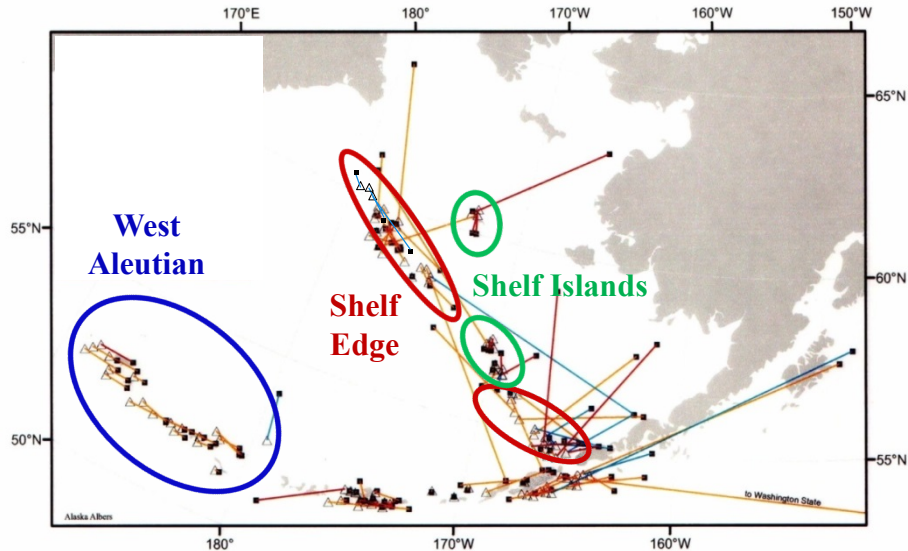 170°E 180° 170°W 160°W 150°W
65°N
55°N
West
Aleutian
60°N
Shelf Islands
Shelf
Edge
50°N
55°N
to Washington State
Alaska Albers
180° 170°W 160°W